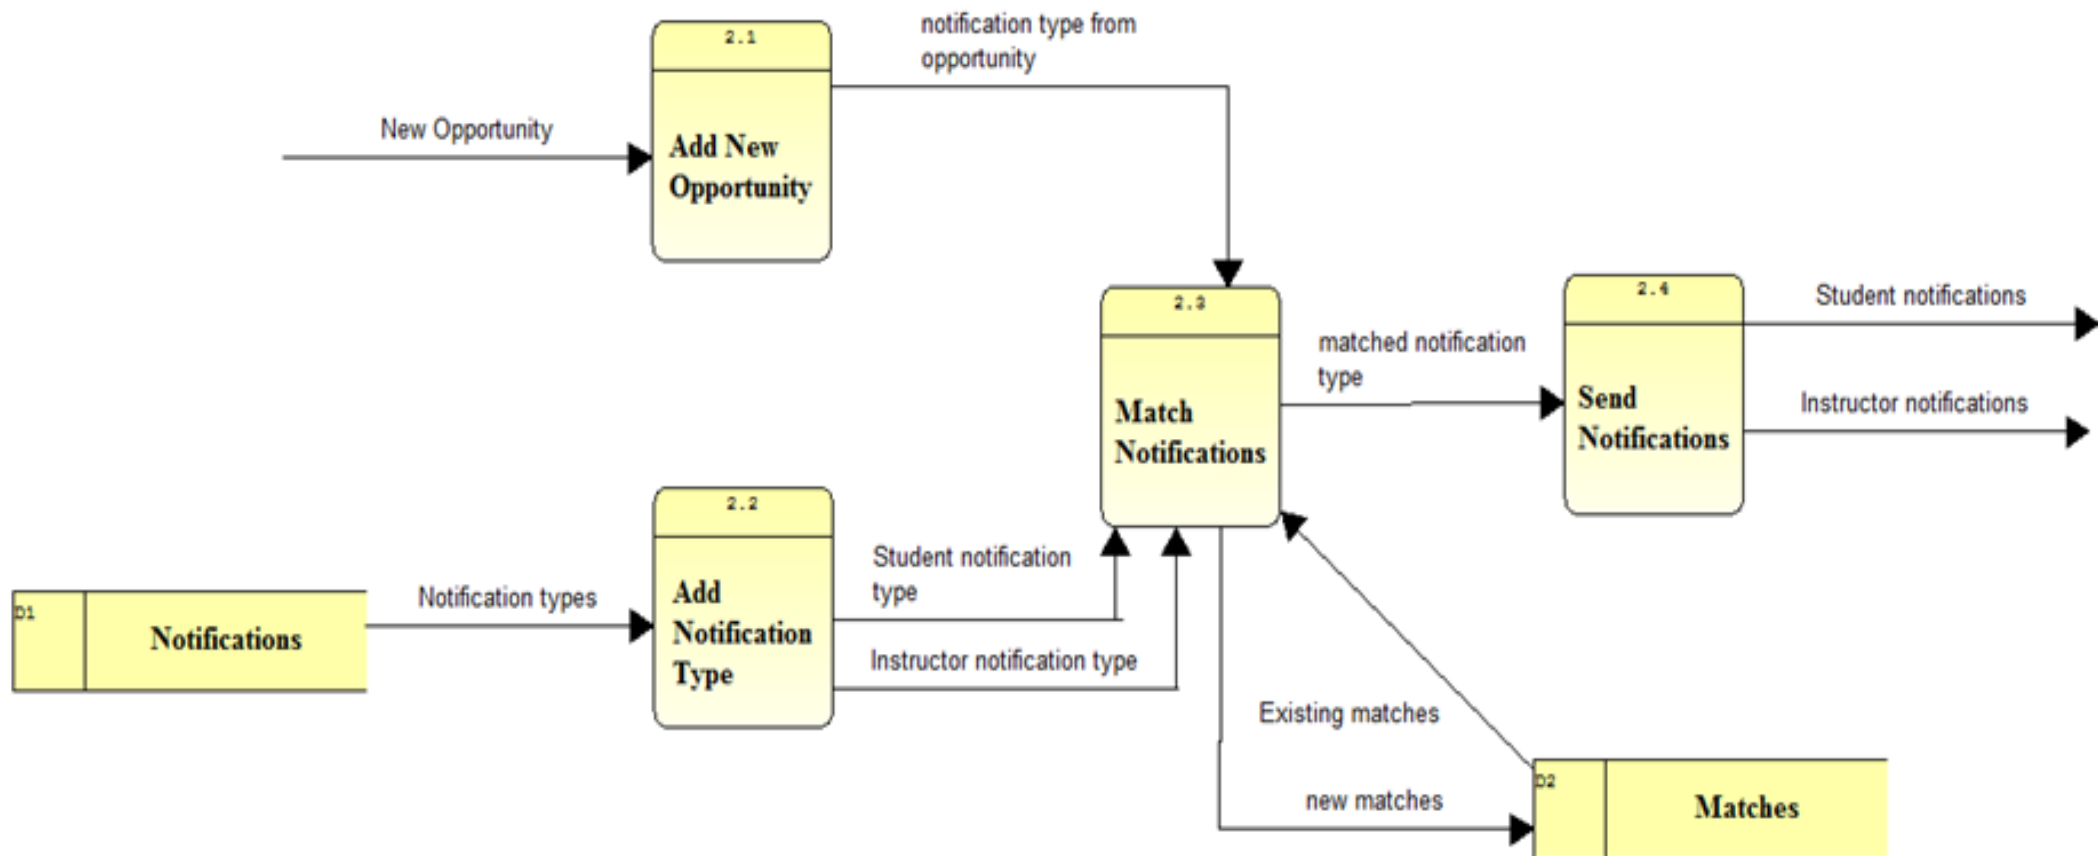 notification type from
opportunity
2.1
New Opportunity
Add New
Opportunity
2.3
2.4
Student notifications
matched notification
type
Match
Notifications
Send
Notifications
Instructor notifications
2.2
Student notification
type
D1
Notifications
Notification types
Add
Notification
Type
Instructor notification type
Existing matches
new matches
D2
Matches